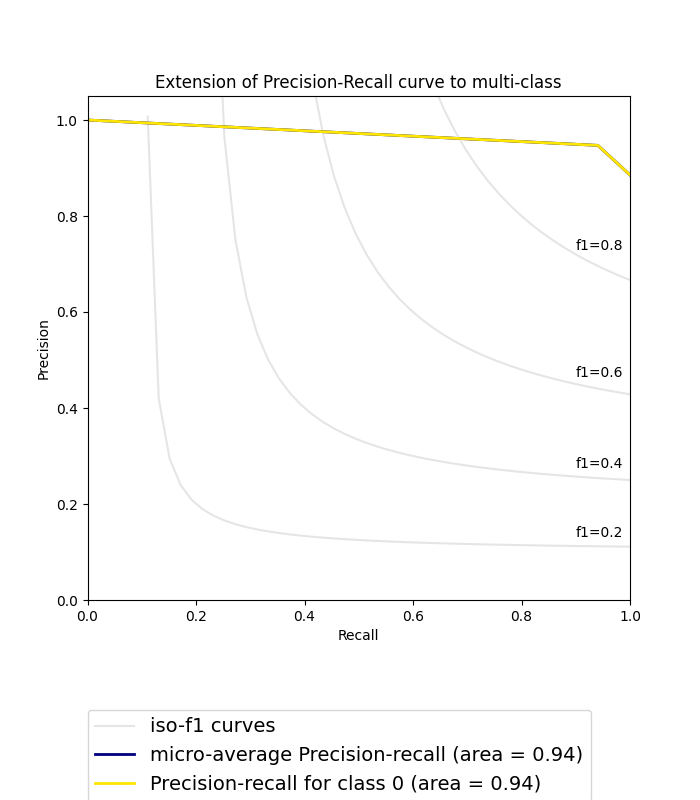 Extension of Precision-Recall curve to multi-class
1.0
0.8
0.6
0.4
0.2
0.0
Precision
f1=0.8
f1=0.6
f1=0.4
f1=0.2
0.0 0.2 0.4 0.6 0.8 1.0
Recall
iso-f1 curves
micro-average Precision-recall (area = 0.94)
Precision-recall for class 0 (area = 0.94)